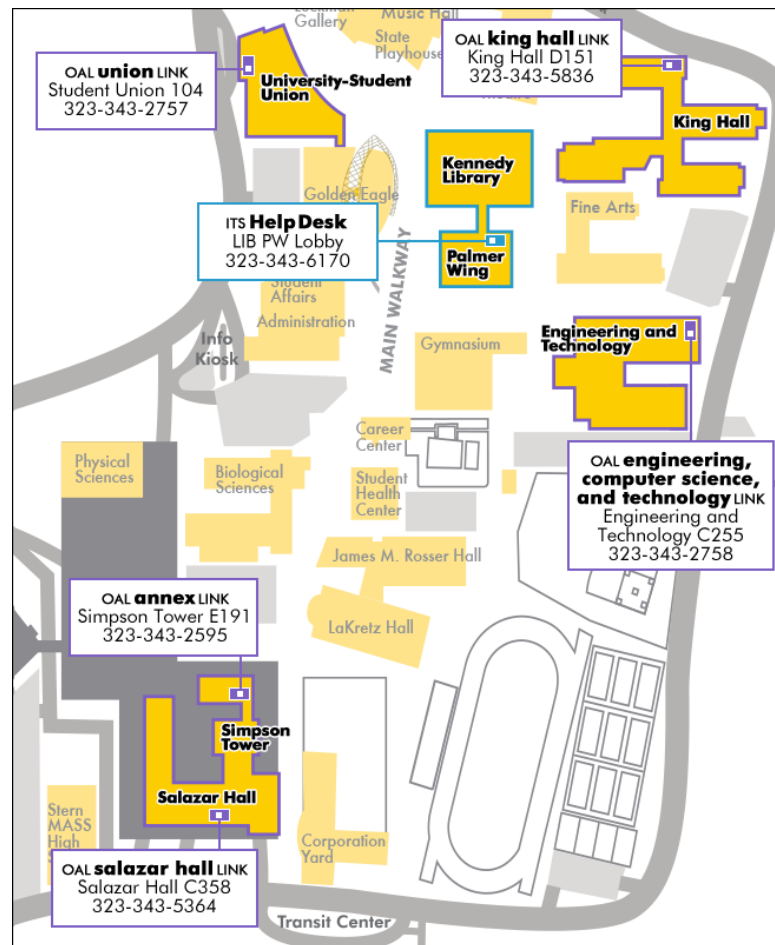 Gallery
Music Hall
State
Playhouse
OAL union LINK
Student Union 104
323-343-2757
University-Student
Union
OAL king hall LINK
King Hall D151
323-343-5836
King Hall
Kennedy
Library
Golden Eagle
Fine Arts
ITS Help Desk
LIB PW Lobby
323-343-6170
Palmer
Wing
Student
Affairs
Administration
MAIN WALKWAY
Info
Kiosk
Gymnasium
Engineering and
Technology
Career
Center
Physical
Sciences
Biological
Sciences
Student
Health
Center
OAL engineering,
computer science,
and technology LINK
Engineering and
Technology C255
323-343-2758
James M. Rosser Hall
OAL annex LINK
Simpson Tower E191
323-343-2595
LaKretz Hall
Simpson
Tower
Salazar Hall
Stern
MASS
High
Corporation
Yard
OAL salazar hall LINK
Salazar Hall C358
323-343-5364
Transit Center